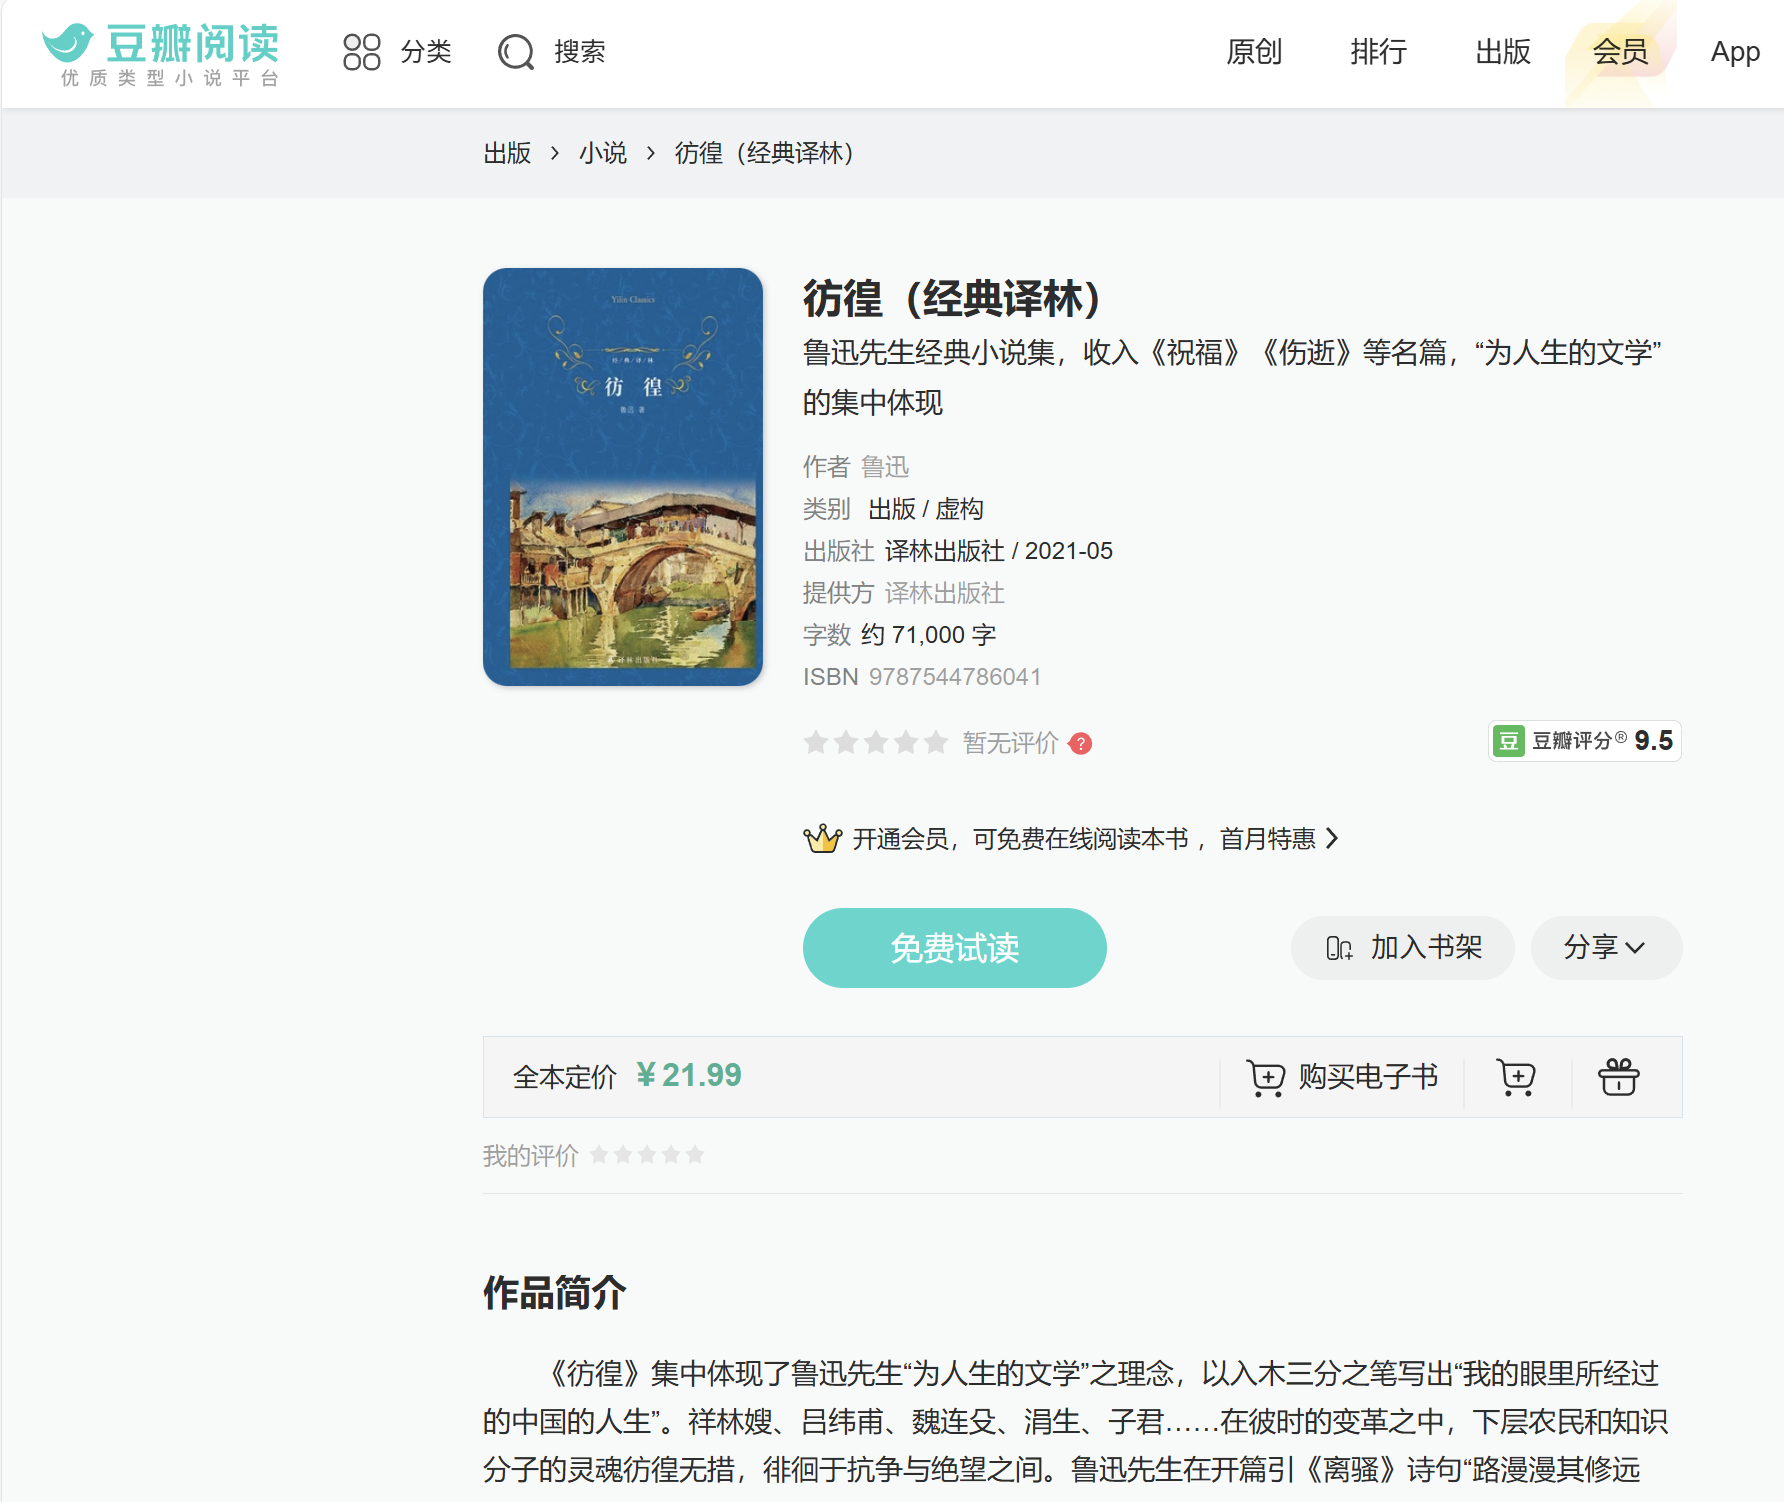 豆瓣阅读
优质类型小说平台
分类
搜索
原创
排行
出版
会员
App
出版 › 小说 › 彷徨（经典译林）
Yilin Classics
经/典/译/林
彷徨
鲁迅 著
译林出版社
彷徨（经典译林）
鲁迅先生经典小说集，收入《祝福》《伤逝》等名篇，“为人生的文学”
的集中体现
作者 鲁迅
类别 出版 / 虚构
出版社 译林出版社 / 2021-05
提供方 译林出版社
字数 约 71,000 字
ISBN 9787544786041
暂无评价 ?
豆 豆瓣评分® 9.5
开通会员，可免费在线阅读本书 ，首月特惠
免费试读
加入书架
分享
全本定价 ¥21.99
购买电子书
我的评价
作品简介
《彷徨》集中体现了鲁迅先生“为人生的文学”之理念，以入木三分之笔写出“我的眼里所经过
的中国的人生”。祥林嫂、吕纬甫、魏连殳、涓生、子君……在彼时的变革之中，下层农民和知识
分子的灵魂彷徨无措，徘徊于抗争与绝望之间。鲁迅先生在开篇引《离骚》诗句“路漫漫其修远